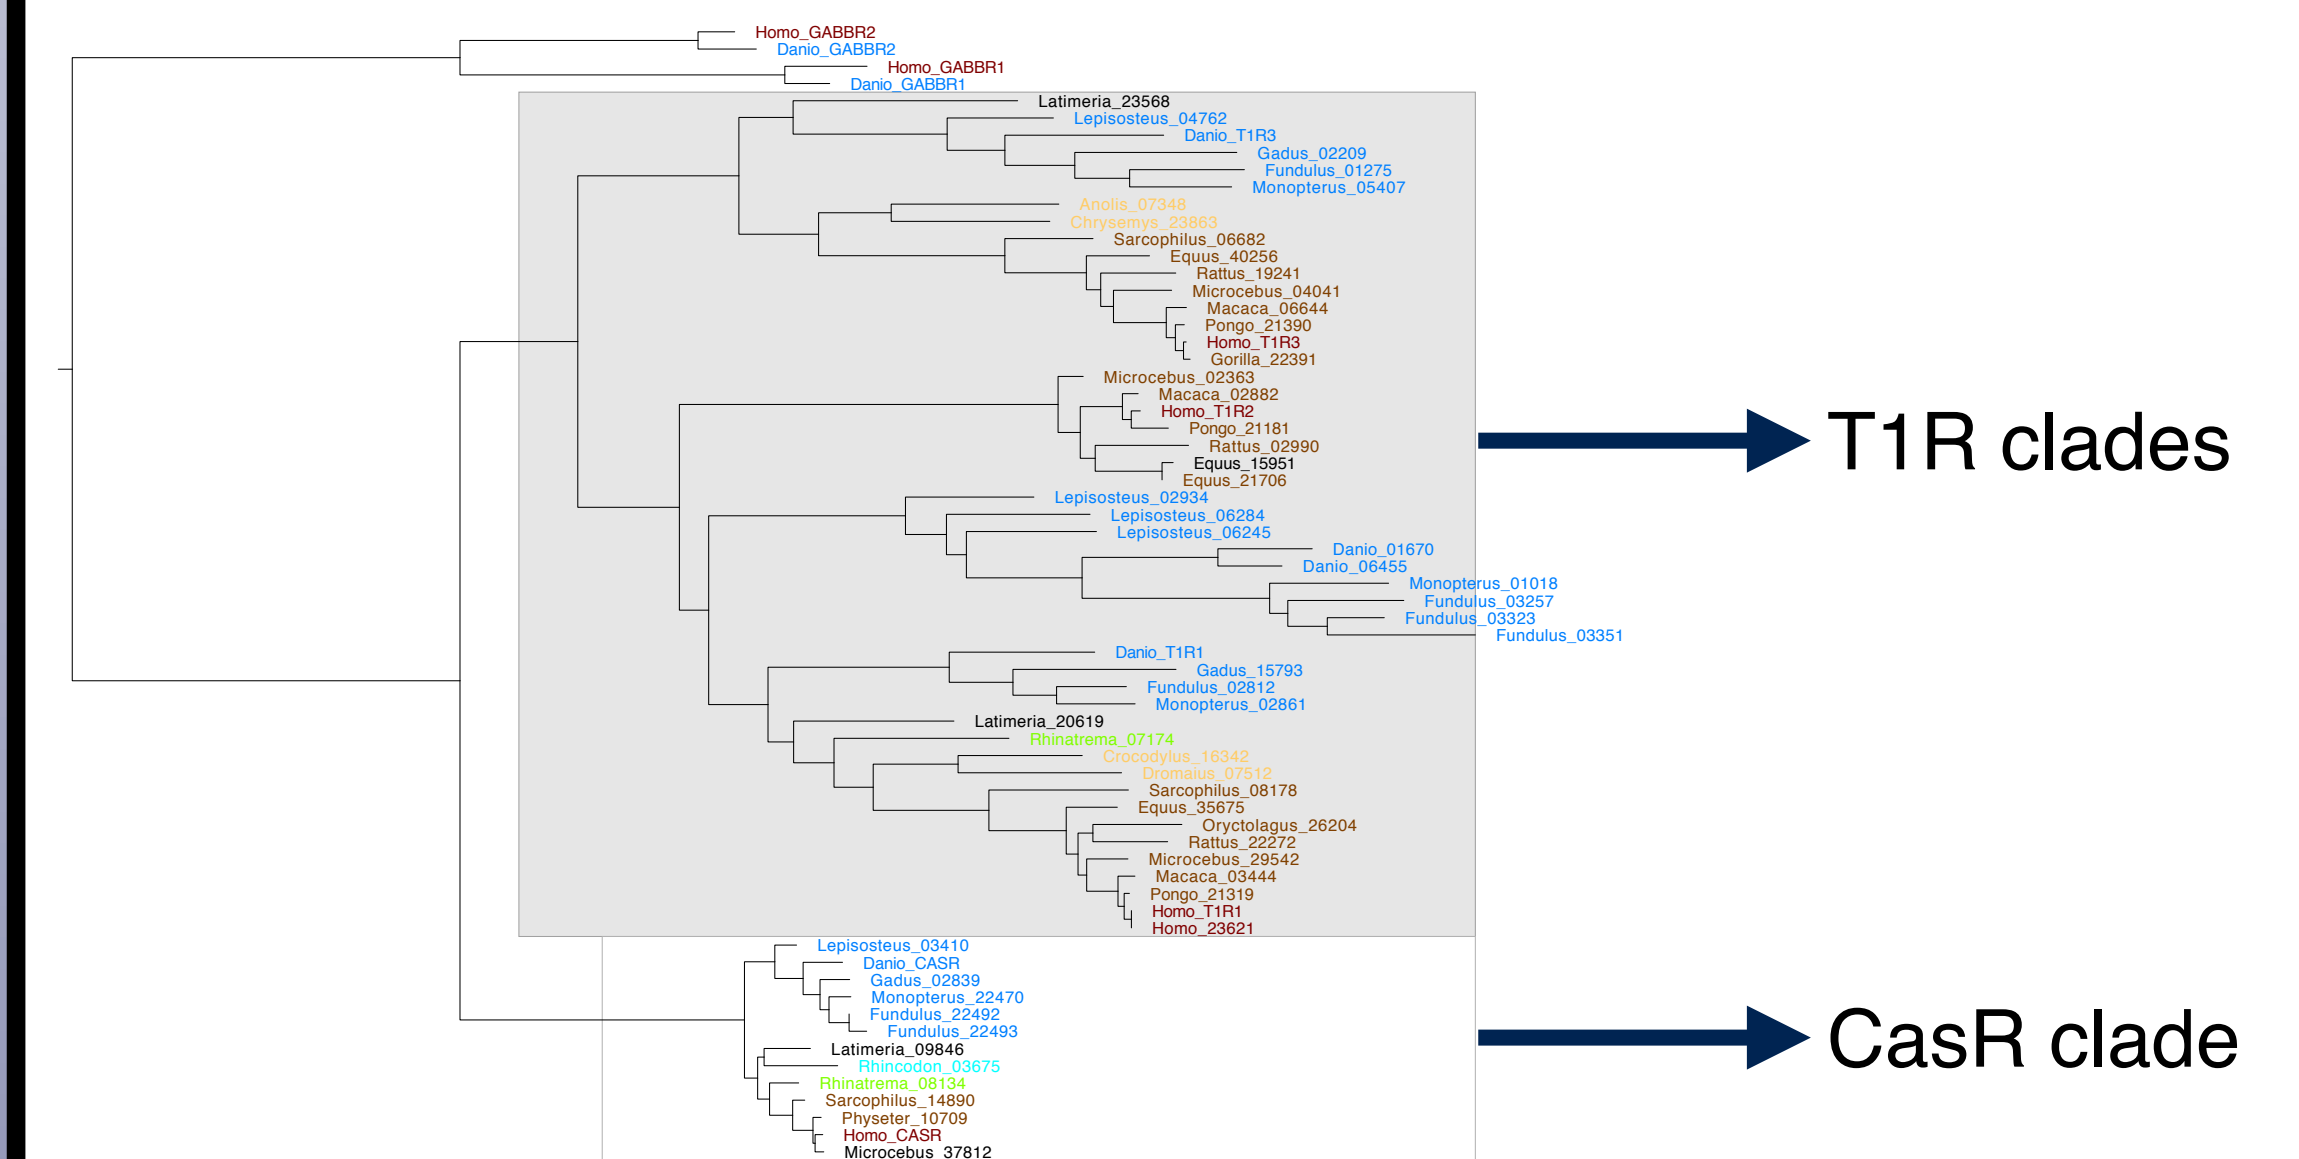 Homo_GABBR2
Danio_GABBR2
Homo_GABBR1
Danio_GABBR1
Latimeria_23568
Lepisosteus_04762
Danio_T1R3
Gadus_02209
Fundulus_01275
Monopterus_05407
Anolis_07348
Chrysemys_23863
Sarcophilus_06682
Equus_40256
Rattus_19241
Microcebus_04041
Macaca_06644
Pongo_21390
Homo_T1R3
Gorilla_22391
Microcebus_02363
Macaca_02882
Homo_T1R2
Pongo_21181
Rattus_02990
Equus_15951
Equus_21706
T1R clades
Lepisosteus_02934
Lepisosteus_06284
Lepisosteus_06245
Danio_01670
Danio_06455
Monopterus_01018
Fundulus_03257
Fundulus_03323
Fundulus_03351
Danio_T1R1
Gadus_15793
Fundulus_02812
Monopterus_02861
Latimeria_20619
Rhinatrema_07174
Crocodylus_16342
Dromaius_07512
Sarcophilus_08178
Equus_35675
Oryctolagus_26204
Rattus_22272
Microcebus_29542
Macaca_03444
Pongo_21319
Homo_T1R1
Homo_23621
Lepisosteus_03410
Danio_CASR
Gadus_02839
Monopterus_22470
Fundulus_22492
Fundulus_22493
CasR clade
Latimeria_09846
Rhincodon_03675
Rhinatrema_08134
Sarcophilus_14890
Physeter_10709
Homo_CASR
Microcebus_37812